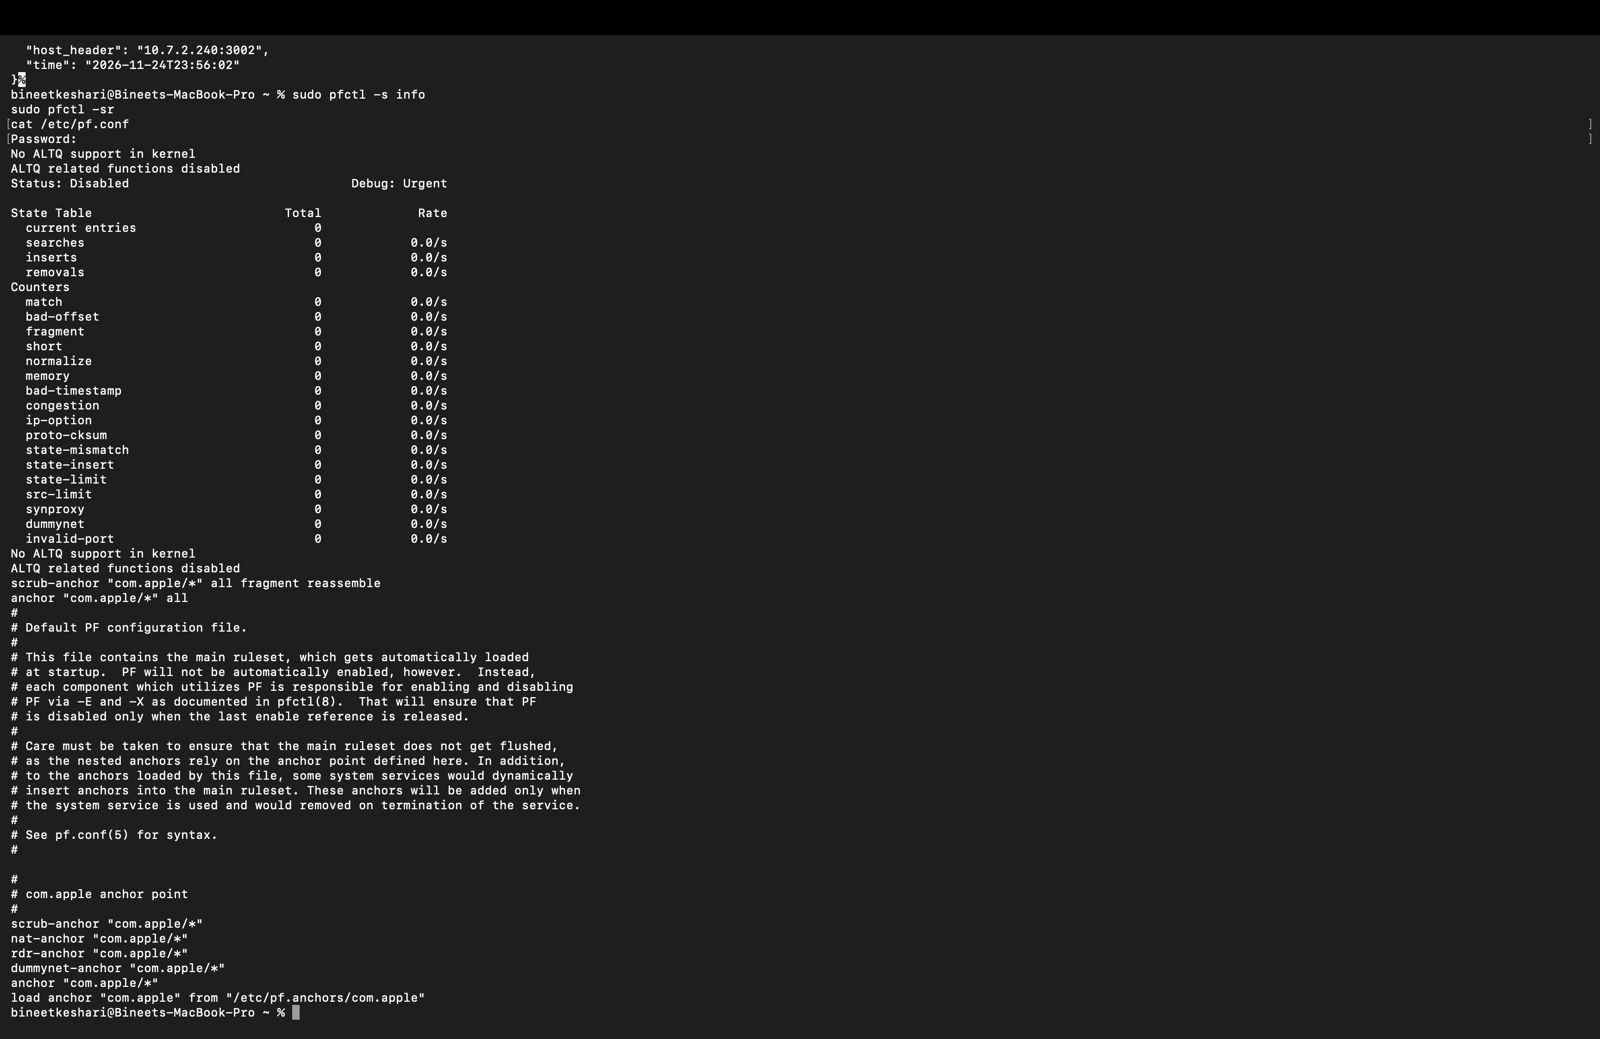 "host_header": "10.7.2.240:3002",
"time": "2026-11-24T23:56:02"
}%
bineetkeshari@Bineets-MacBook-Pro ~ % sudo pfctl -s info
sudo pfctl -sr
[cat /etc/pf.conf ]
[Password: ]
No ALTQ support in kernel
ALTQ related functions disabled
Status: Disabled Debug: Urgent
State Table Total Rate
current entries 0
searches 0 0.0/s
inserts 0 0.0/s
removals 0 0.0/s
Counters
match 0 0.0/s
bad-offset 0 0.0/s
fragment 0 0.0/s
short 0 0.0/s
normalize 0 0.0/s
memory 0 0.0/s
bad-timestamp 0 0.0/s
congestion 0 0.0/s
ip-option 0 0.0/s
proto-cksum 0 0.0/s
state-mismatch 0 0.0/s
state-insert 0 0.0/s
state-limit 0 0.0/s
src-limit 0 0.0/s
synproxy 0 0.0/s
dummynet 0 0.0/s
invalid-port 0 0.0/s
No ALTQ support in kernel
ALTQ related functions disabled
scrub-anchor "com.apple/*" all fragment reassemble
anchor "com.apple/*" all
#
# Default PF configuration file.
#
# This file contains the main ruleset, which gets automatically loaded
# at startup.  PF will not be automatically enabled, however.  Instead,
# each component which utilizes PF is responsible for enabling and disabling
# PF via -E and -X as documented in pfctl(8).  That will ensure that PF
# is disabled only when the last enable reference is released.
#
# Care must be taken to ensure that the main ruleset does not get flushed,
# as the nested anchors rely on the anchor point defined here. In addition,
# to the anchors loaded by this file, some system services would dynamically
# insert anchors into the main ruleset. These anchors will be added only when
# the system service is used and would removed on termination of the service.
#
# See pf.conf(5) for syntax.
#
#
# com.apple anchor point
#
scrub-anchor "com.apple/*"
nat-anchor "com.apple/*"
rdr-anchor "com.apple/*"
dummynet-anchor "com.apple/*"
anchor "com.apple/*"
load anchor "com.apple" from "/etc/pf.anchors/com.apple"
bineetkeshari@Bineets-MacBook-Pro ~ %